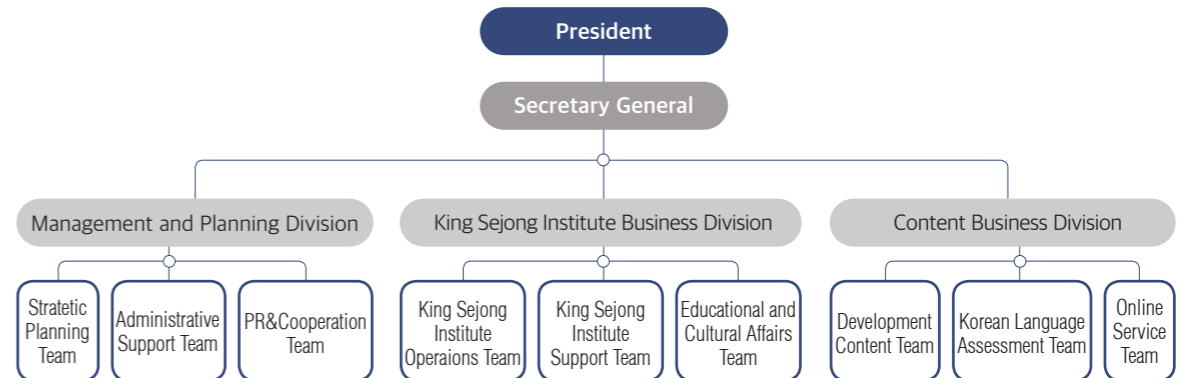 President
Secretary General
Management and Planning Division
King Sejong Institute Business Division
Content Business Division
Stratetic
Planning
Team
Administrative
Support Team
PR&Cooperation
Team
King Sejong
Institute
Operaions Team
King Sejong
Institute
Support Team
Educational and
Cultural Affairs
Team
Development
Content Team
Korean Language
Assessment Team
Online
Service
Team